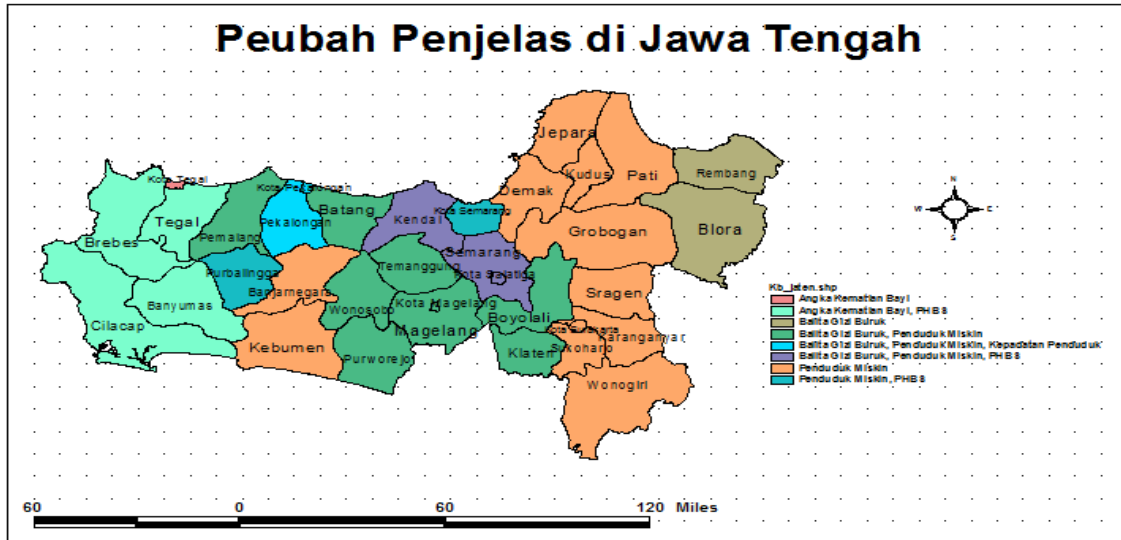 Peubah Penjelas di Jawa Tengah
Jepara
Kudus
Pati
Rembang
Demak
Blora
Grobogan
Kota Tegal
Kota Pekalongan
Tegal
Pemalang
Pekalongan
Batang
Kendal
Kota Semarang
Brebes
Semarang
Purbalingga
Temanggung
Kota Salatiga
Banjarnegara
Sragen
Banyumas
Wonosobo
Kota Magelang
Cilacap
Magelang
Boyolali
Kota Surakarta
Karanganyar
Kebumen
Sukoharjo
Purworejo
Klaten
Wonogiri
N
W
E
S
Kb_jaten.shp
Angka Kematian Bayi
Angka Kematian Bayi, PHBS
Balita Gizi Buruk
Balita Gizi Buruk, Penduduk Miskin
Balita Gizi Buruk, Penduduk Miskin, Kepadatan Penduduk
Balita Gizi Buruk, Penduduk Miskin, PHBS
Penduduk Miskin
Penduduk Miskin, PHBS
60 0 60 120 Miles